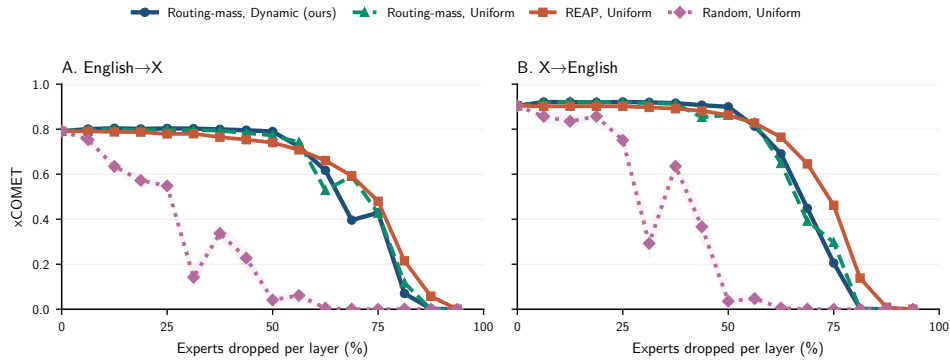 Routing-mass, Dynamic (ours) Routing-mass, Uniform REAP, Uniform Random, Uniform
A. English→X
B. X→English
1.0
0.8
0.6
0.4
0.2
0.0
xCOMET
0 25 50 75 100
0 25 50 75 100
Experts dropped per layer (%)
Experts dropped per layer (%)